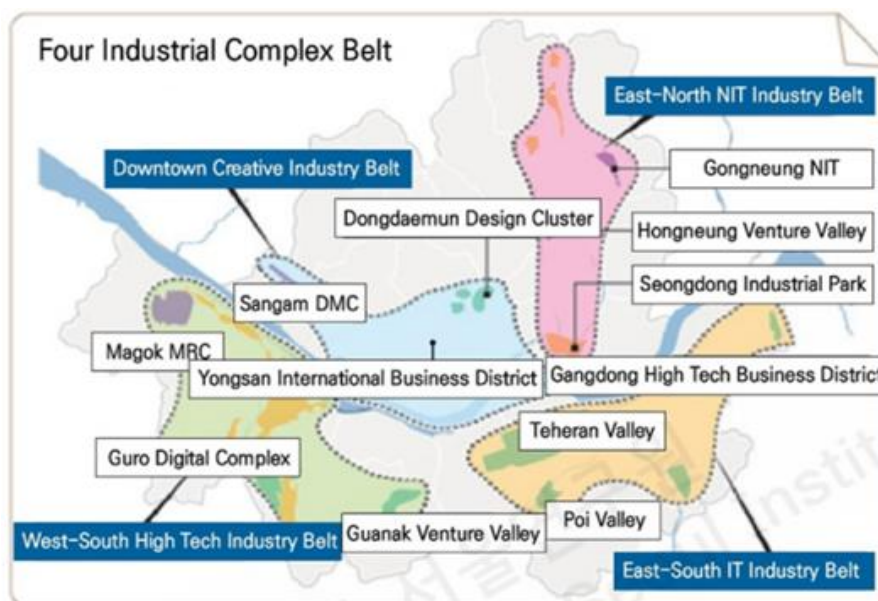 Four Industrial Complex Belt
East-North NIT Industry Belt
Downtown Creative Industry Belt
Gongneung NIT
Dongdaemun Design Cluster
Hongneung Venture Valley
Sangam DMC
Seongdong Industrial Park
Magok MRC
Yongsan International Business District
Gangdong High Tech Business District
Teheran Valley
Guro Digital Complex
Guanak Venture Valley
Poi Valley
West-South High Tech Industry Belt
East-South IT Industry Belt